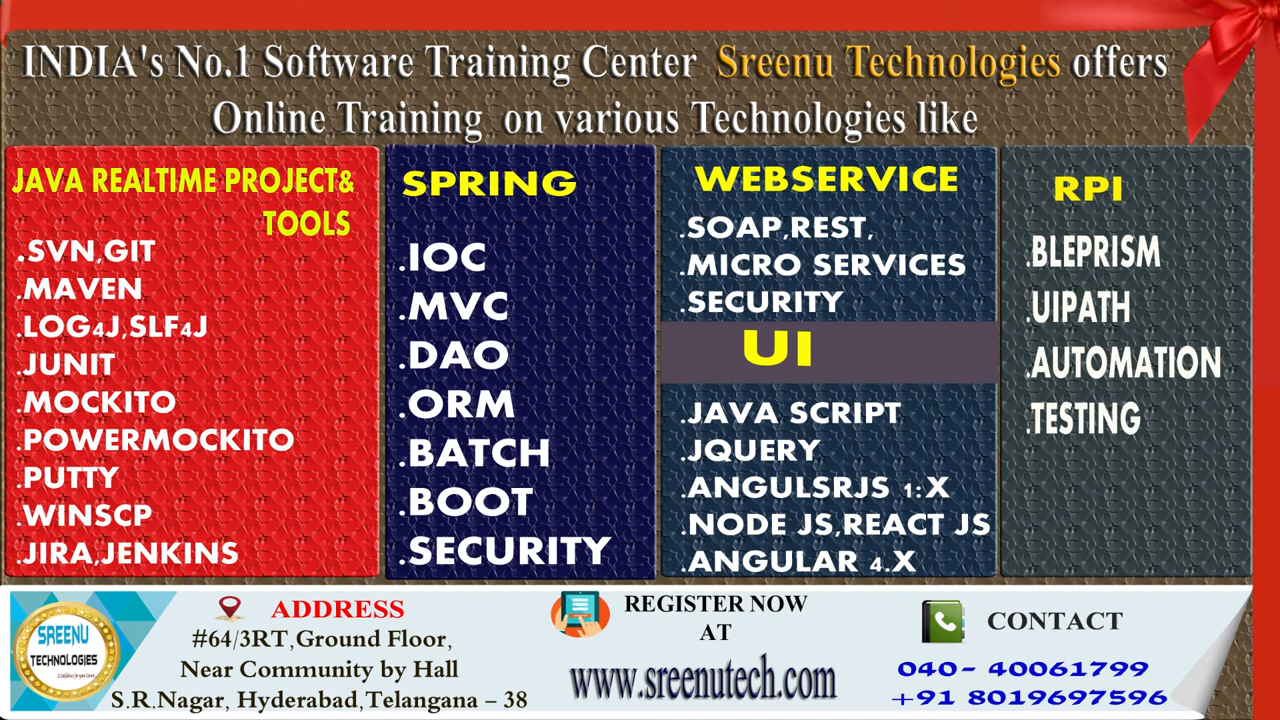 INDIA's No.1 Software Training Center Sreenu Technologies offers
Online Training on various Technologies like
JAVA REALTIME PROJECT&
TOOLS
.SVN,GIT
.MAVEN
.LOG4J,SLF4J
.JUNIT
.MOCKITO
.POWERMOCKITO
.PUTTY
.WINSCP
.JIRA,JENKINS
SPRING
.IOC
.MVC
.DAO
.ORM
.BATCH
.BOOT
.SECURITY
WEBSERVICE
.SOAP,REST,
.MICRO SERVICES
.SECURITY
UI
.JAVA SCRIPT
.JQUERY
.ANGULSRJS 1:X
.NODE JS,REACT JS
.ANGULAR 4.X
RPI
.BLEPRISM
.UIPATH
.AUTOMATION
.TESTING
SREENU
TECHNOLOGIES
ADDRESS
#64/3RT,Ground Floor,
Near Community by Hall
S.R.Nagar, Hyderabad,Telangana – 38
REGISTER NOW
AT
www.sreenutech.com
CONTACT
040- 40061799
+91 8019697596